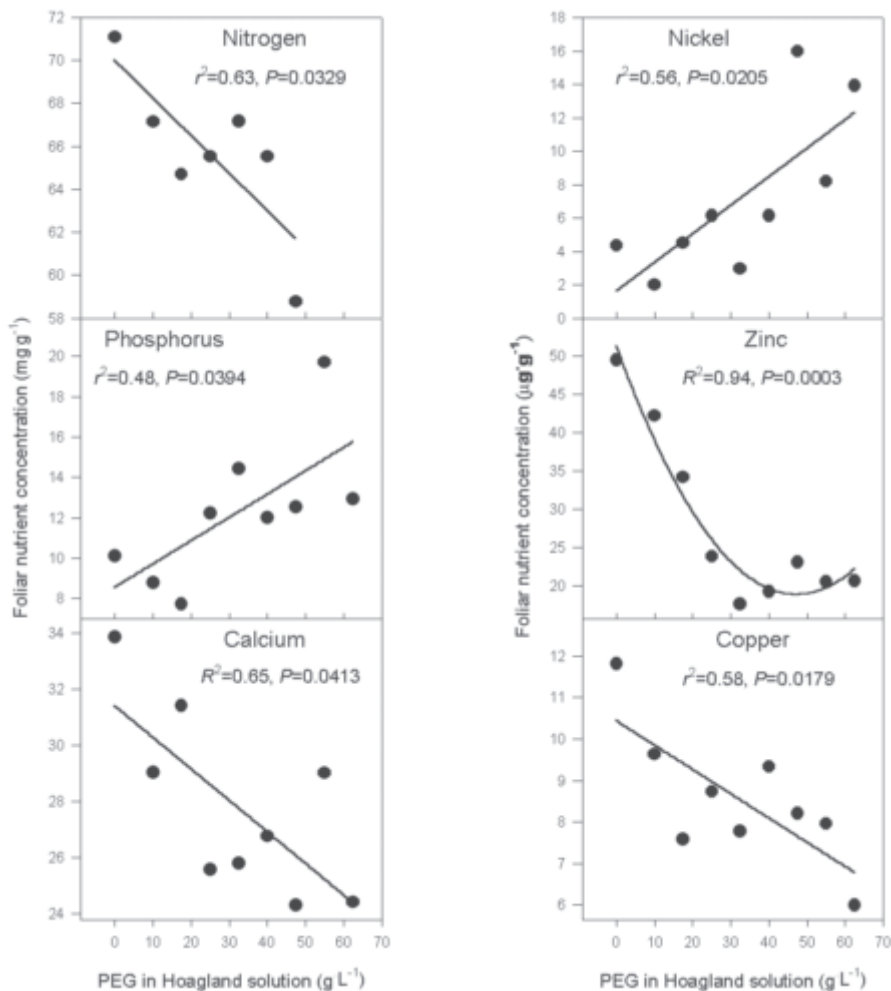 Foliar nutrient concentration (mg g-1)
72
70
68
66
64
62
60
58
Nitrogen
r2=0.63, P=0.0329
20
18
16
14
12
10
8
Phosphorus
r2=0.48, P=0.0394
34
32
30
28
26
24
Calcium
R2=0.65, P=0.0413
0 10 20 30 40 50 60 70
PEG in Hoagland solution (g L-1)
Foliar nutrient concentration (µg·g-1)
18
16
14
12
10
8
6
4
2
0
Nickel
r2=0.56, P=0.0205
50
45
40
35
30
25
20
Zinc
R2=0.94, P=0.0003
12
11
10
9
8
7
6
Copper
r2=0.58, P=0.0179
0 10 20 30 40 50 60 70
PEG in Hoagland solution (g L-1)